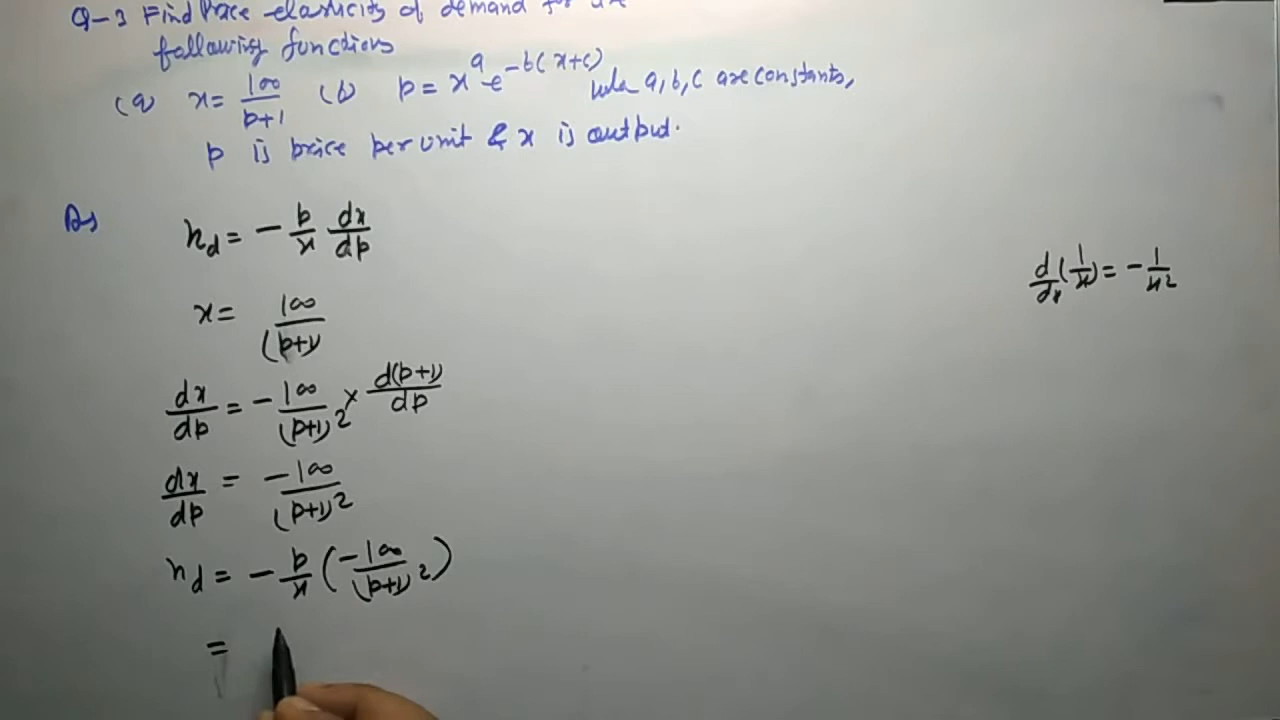 Q-3 Find Price elasticity of demand for the
following functions
(a) x = 100/(p+1) (b) p = x^a e^{-b(x+c)} where a, b, c are constants,
p is price per unit & x is output.
Ans
η_d = - p/x dx/dp
x = 100/(p+1)
d/dx (1/x) = - 1/x²
dx/dp = - 100/(p+1)² × d(p+1)/dp
dx/dp = -100/(p+1)²
η_d = - p/x (-100/(p+1)²)
=